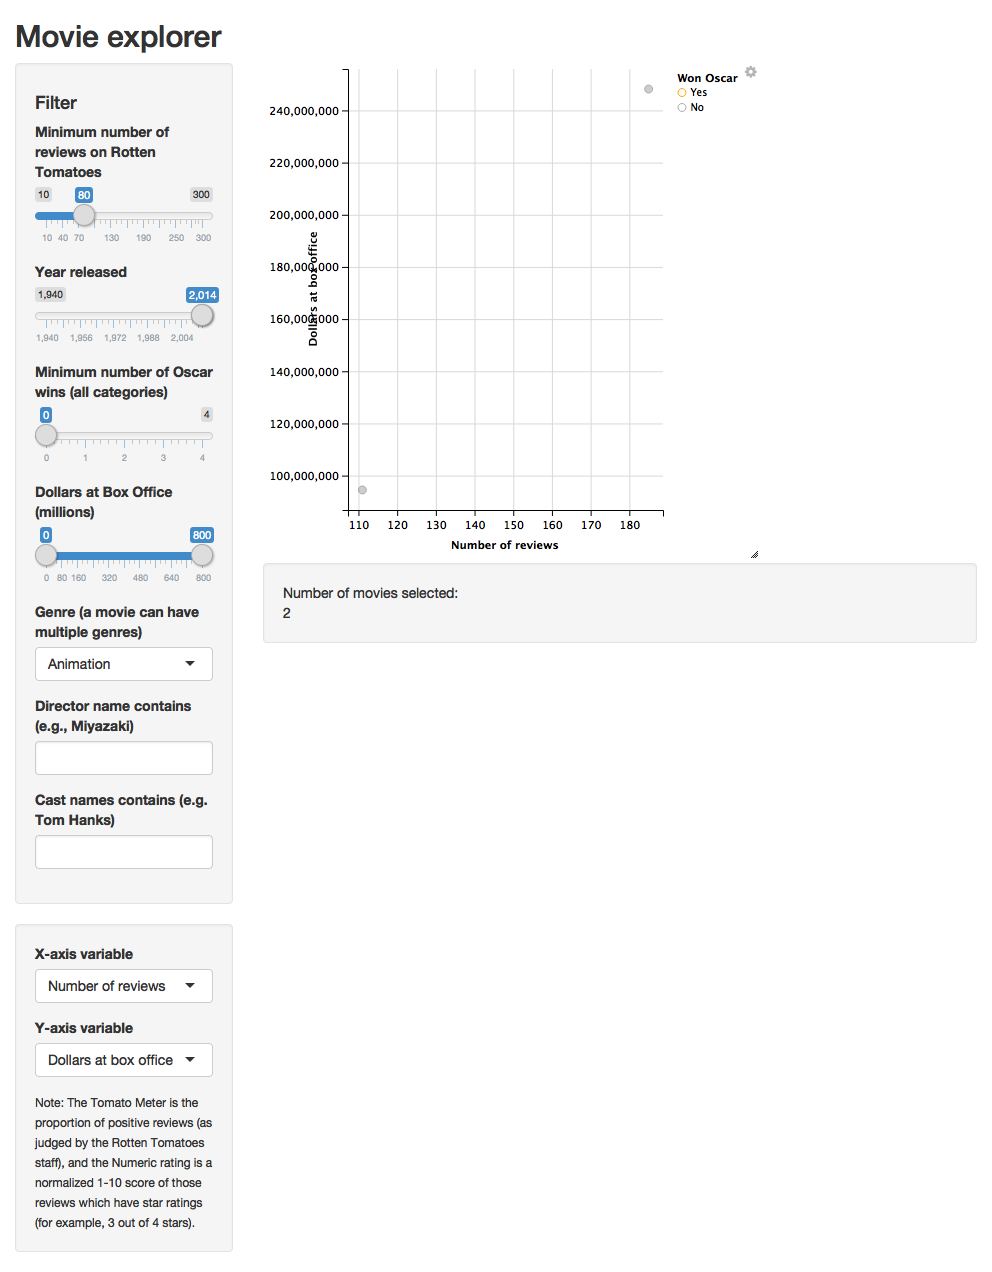 Movie explorer
Filter
Minimum number of
reviews on Rotten
Tomatoes
10 80 300
10 40 70 130 190 250 300
Year released
1,940 2,014
1,940 1,956 1,972 1,988 2,004
Minimum number of Oscar
wins (all categories)
0 4
0 1 2 3 4
Dollars at Box Office
(millions)
0 800
0 80 160 320 480 640 800
Genre (a movie can have
multiple genres)
Animation
Director name contains
(e.g., Miyazaki)
Cast names contains (e.g.
Tom Hanks)
X-axis variable
Number of reviews
Y-axis variable
Dollars at box office
Note: The Tomato Meter is the
proportion of positive reviews (as
judged by the Rotten Tomatoes
staff), and the Numeric rating is a
normalized 1-10 score of those
reviews which have star ratings
(for example, 3 out of 4 stars).
Dollars at box office
240,000,000
220,000,000
200,000,000
180,000,000
160,000,000
140,000,000
120,000,000
100,000,000
110 120 130 140 150 160 170 180
Number of reviews
Won Oscar
Yes
No
Number of movies selected:
2